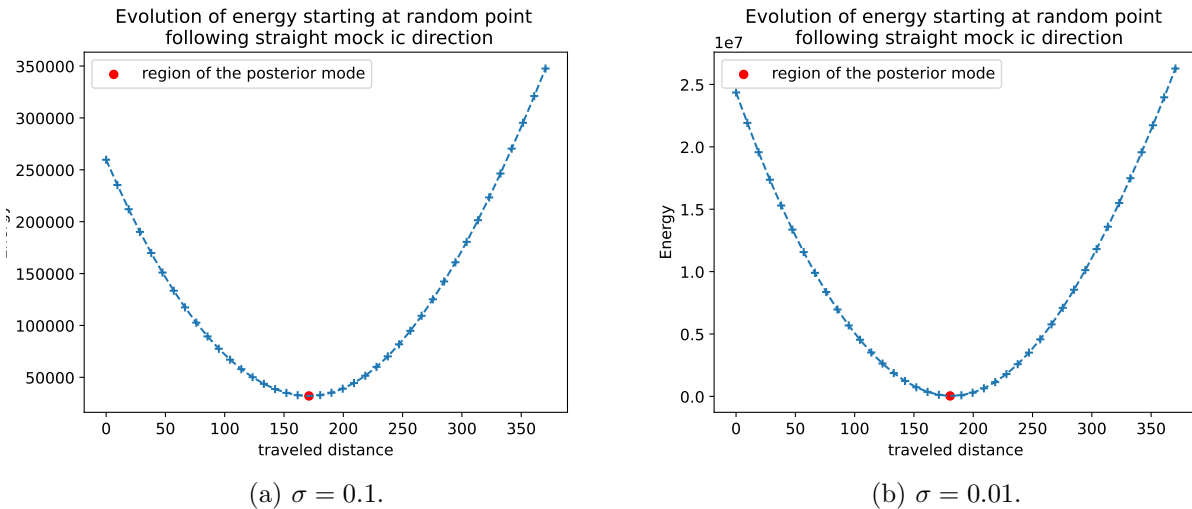 Evolution of energy starting at random point
following straight mock ic direction
region of the posterior mode
350000
300000
250000
200000
150000
100000
50000
0 50 100 150 200 250 300 350
traveled distance
(a) σ = 0.1.
Evolution of energy starting at random point
following straight mock ic direction
1e7
region of the posterior mode
Energy
2.5
2.0
1.5
1.0
0.5
0.0
0 50 100 150 200 250 300 350
traveled distance
(b) σ = 0.01.